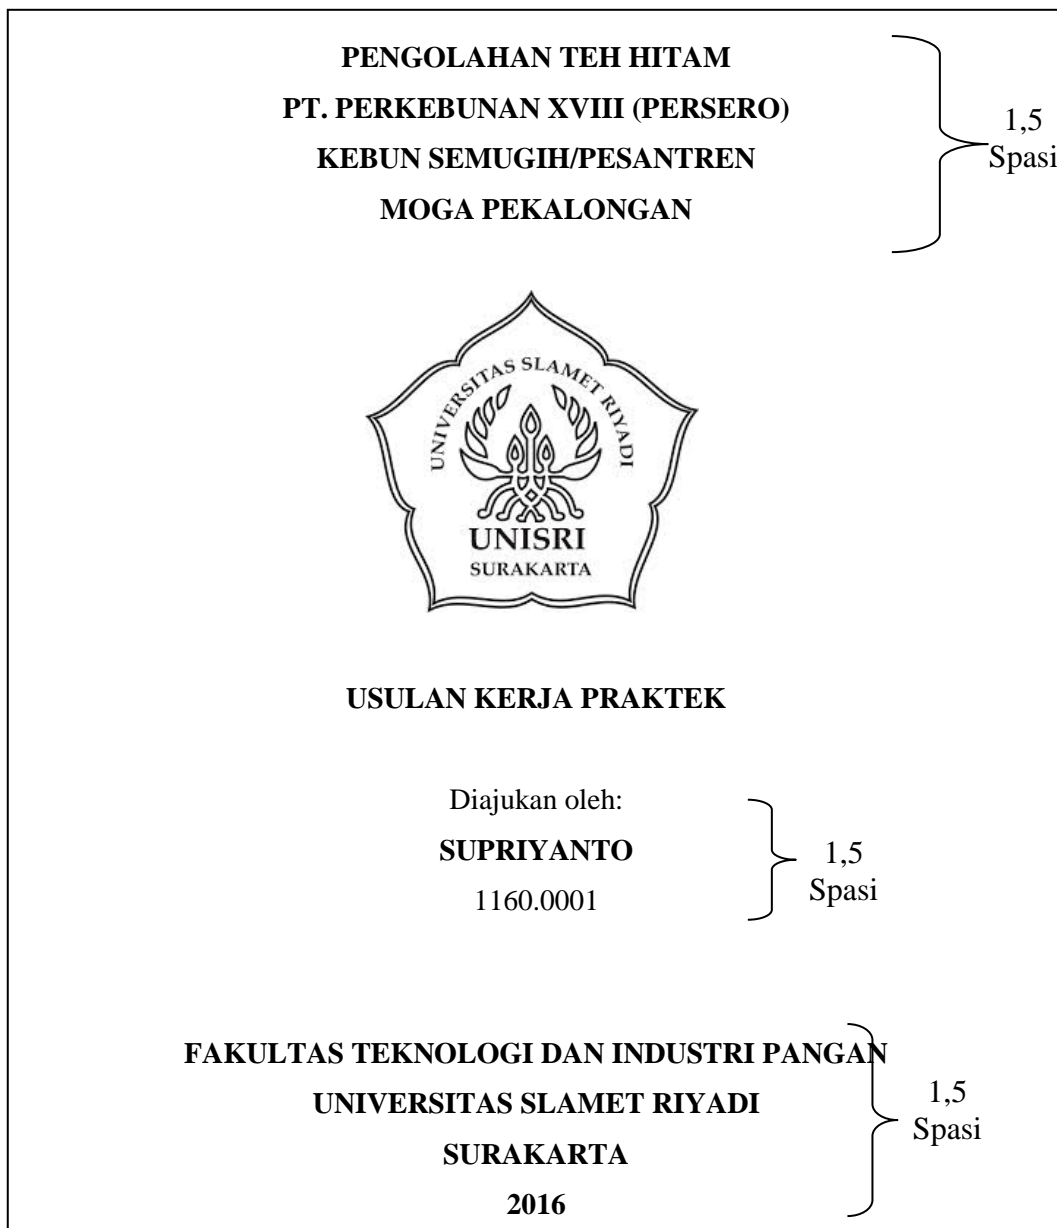 PENGOLAHAN TEH HITAM
PT. PERKEBUNAN XVIII (PERSERO)
KEBUN SEMUGIH/PESANTREN
MOGA PEKALONGAN
1,5
Spasi
UNIVERSITAS SLAMET RIYADI
UNISRI
SURAKARTA
USULAN KERJA PRAKTEK
Diajukan oleh:
SUPRIYANTO
1160.0001
1,5
Spasi
FAKULTAS TEKNOLOGI DAN INDUSTRI PANGAN
UNIVERSITAS SLAMET RIYADI
SURAKARTA
2016
1,5
Spasi